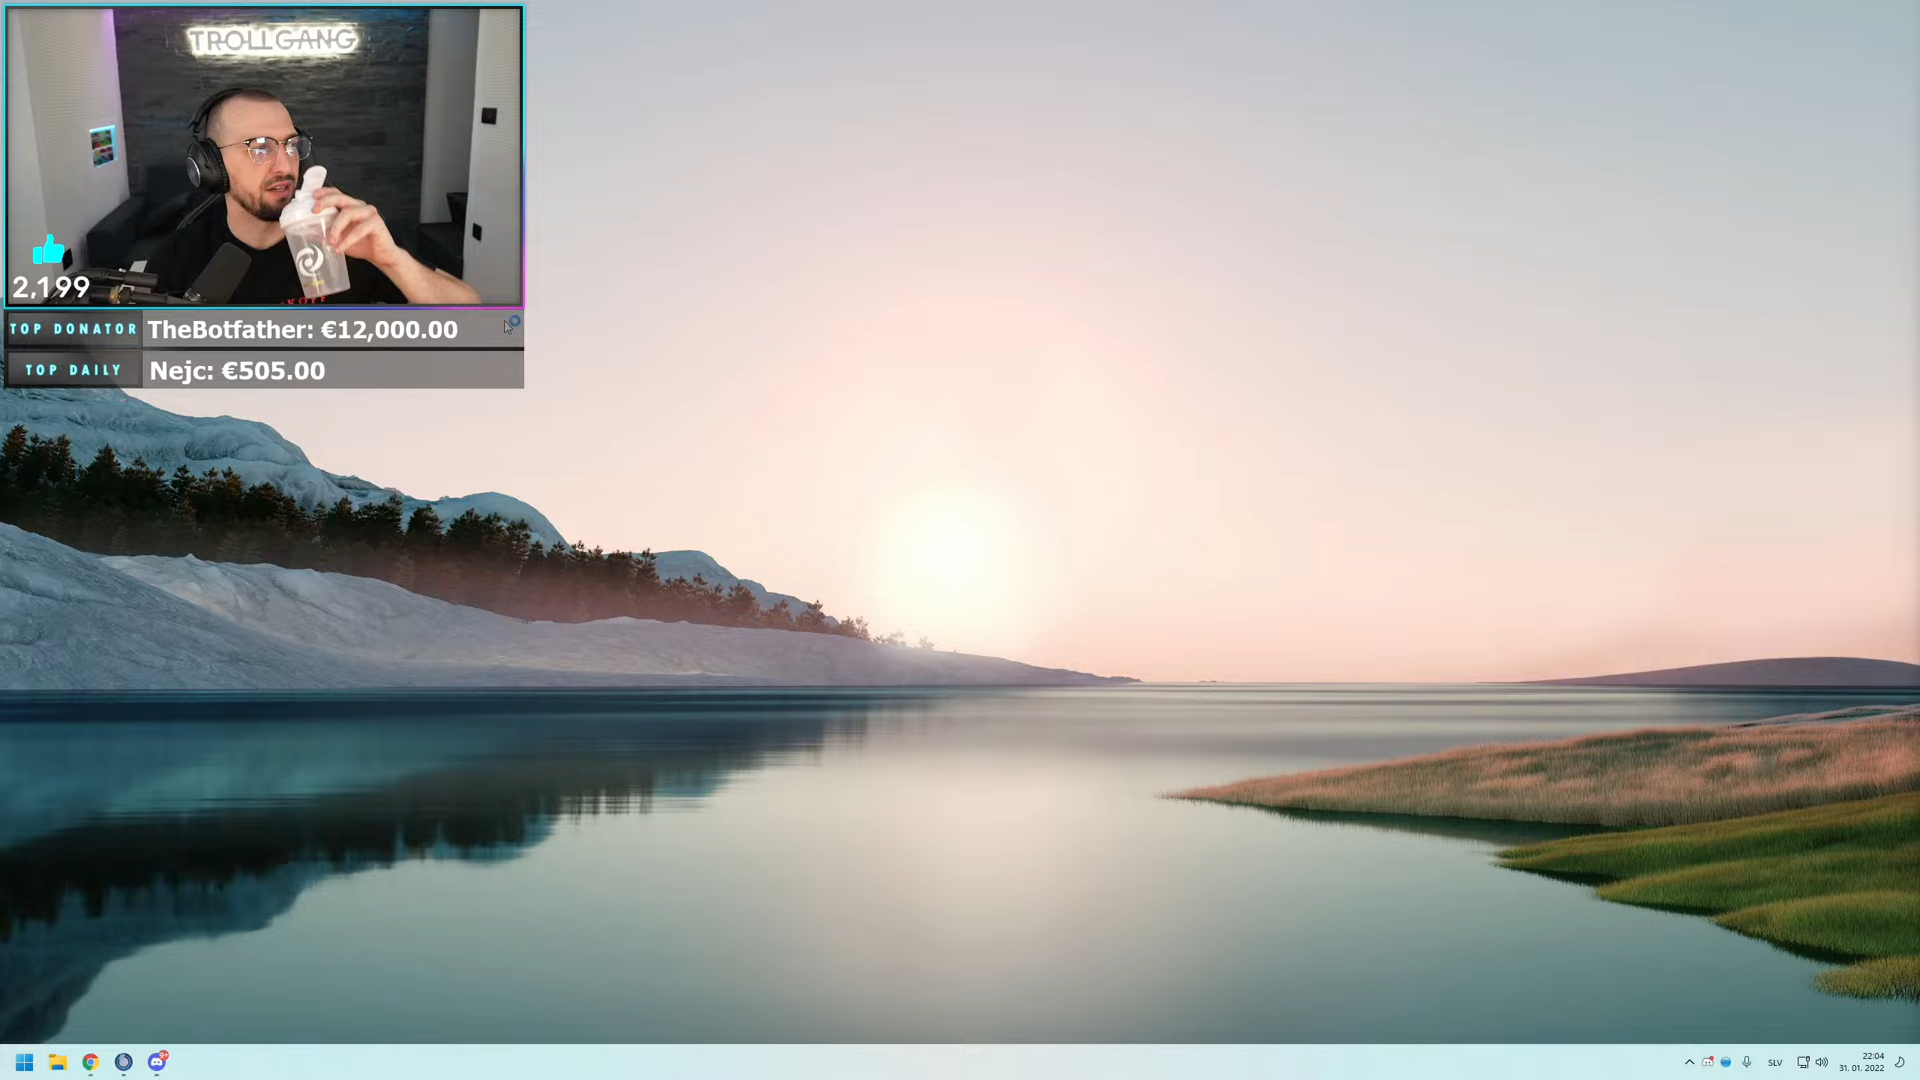 TROLLGANG
2,199
TOP DONATOR TheBotfather: €12,000.00
TOP DAILY Nejc: €505.00
9+
SLV
22:04
31. 01. 2022